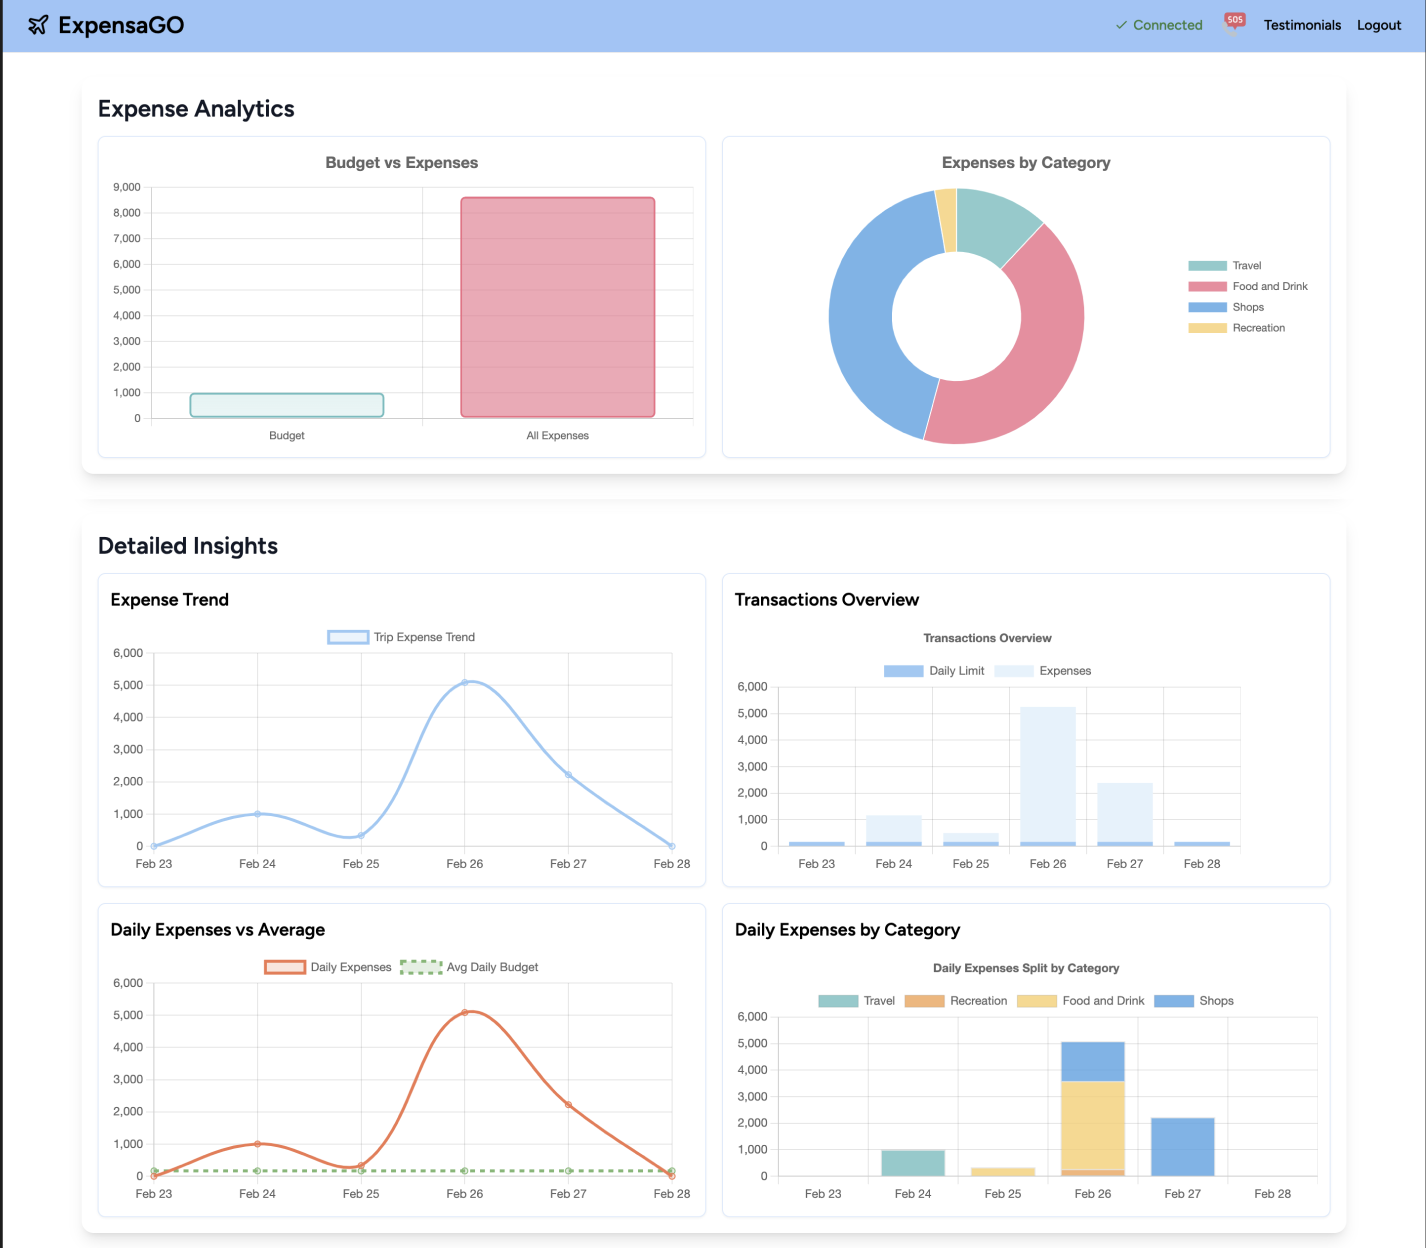 ExpensaGO
Connected
SOS
Testimonials
Logout
Expense Analytics
Budget vs Expenses
9,000
8,000
7,000
6,000
5,000
4,000
3,000
2,000
1,000
0
Budget
All Expenses
Expenses by Category
Travel
Food and Drink
Shops
Recreation
Detailed Insights
Expense Trend
Trip Expense Trend
6,000
5,000
4,000
3,000
2,000
1,000
0
Feb 23 Feb 24 Feb 25 Feb 26 Feb 27 Feb 28
Transactions Overview
Transactions Overview
Daily Limit Expenses
6,000
5,000
4,000
3,000
2,000
1,000
0
Feb 23 Feb 24 Feb 25 Feb 26 Feb 27 Feb 28
Daily Expenses vs Average
Daily Expenses Avg Daily Budget
6,000
5,000
4,000
3,000
2,000
1,000
0
Feb 23 Feb 24 Feb 25 Feb 26 Feb 27 Feb 28
Daily Expenses by Category
Daily Expenses Split by Category
Travel Recreation Food and Drink Shops
6,000
5,000
4,000
3,000
2,000
1,000
0
Feb 23 Feb 24 Feb 25 Feb 26 Feb 27 Feb 28